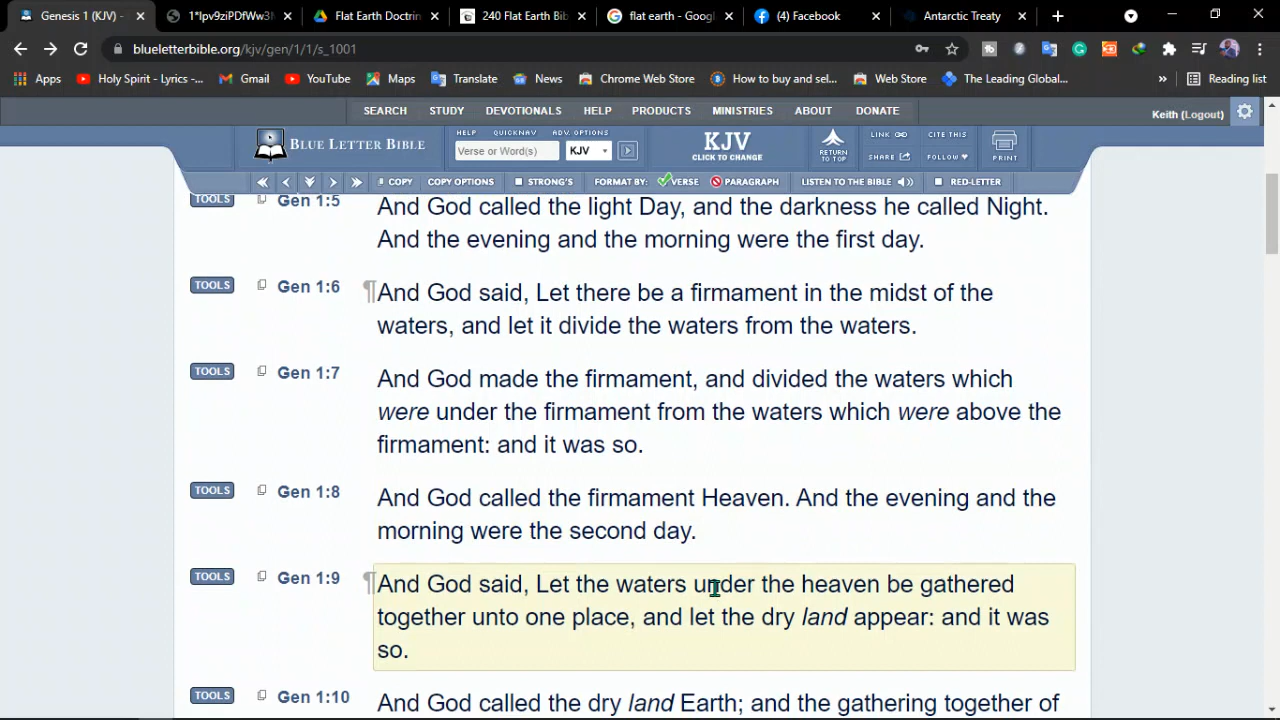 Genesis 1 (KJV)
1*lpv9ziPDfWw3
Flat Earth Doctrin
240 Flat Earth Bib
flat earth - Goog
(4) Facebook
Antarctic Treaty
blueletterbible.org/kjv/gen/1/1/s_1001
Apps
Holy Spirit - Lyrics -...
Gmail
YouTube
Maps
Translate
News
Chrome Web Store
How to buy and sel...
Web Store
The Leading Global...
»
Reading list
SEARCH STUDY DEVOTIONALS HELP PRODUCTS MINISTRIES ABOUT DONATE
Keith (Logout)
BLUE LETTER BIBLE
HELP QUICKNAV ADV. OPTIONS
Verse or Word(s)
KJV
KJV
CLICK TO CHANGE
RETURN
TO TOP
LINK
CITE THIS
SHARE
FOLLOW
PRINT
COPY COPY OPTIONS STRONG'S FORMAT BY: VERSE PARAGRAPH LISTEN TO THE BIBLE RED-LETTER
TOOLS Gen 1:5 And God called the light Day, and the darkness he called Night.
And the evening and the morning were the first day.
TOOLS Gen 1:6 ¶And God said, Let there be a firmament in the midst of the
waters, and let it divide the waters from the waters.
TOOLS Gen 1:7 And God made the firmament, and divided the waters which
were under the firmament from the waters which were above the
firmament: and it was so.
TOOLS Gen 1:8 And God called the firmament Heaven. And the evening and the
morning were the second day.
TOOLS Gen 1:9 ¶And God said, Let the waters under the heaven be gathered
together unto one place, and let the dry land appear: and it was
so.
TOOLS Gen 1:10 And God called the dry land Earth; and the gathering together of